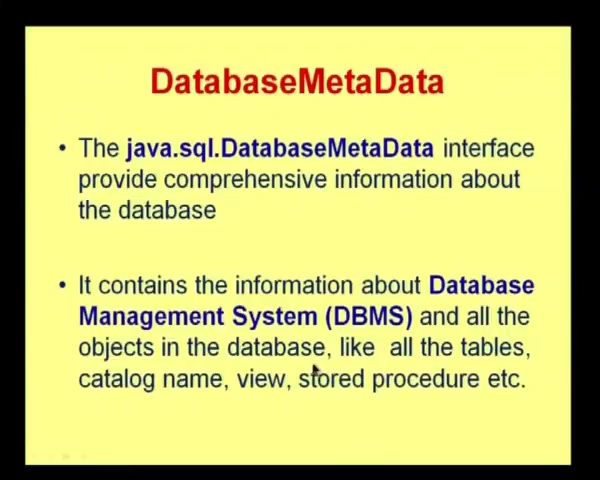 DatabaseMetaData
• The java.sql.DatabaseMetaData interface
provide comprehensive information about
the database
• It contains the information about Database
Management System (DBMS) and all the
objects in the database, like all the tables,
catalog name, view, stored procedure etc.